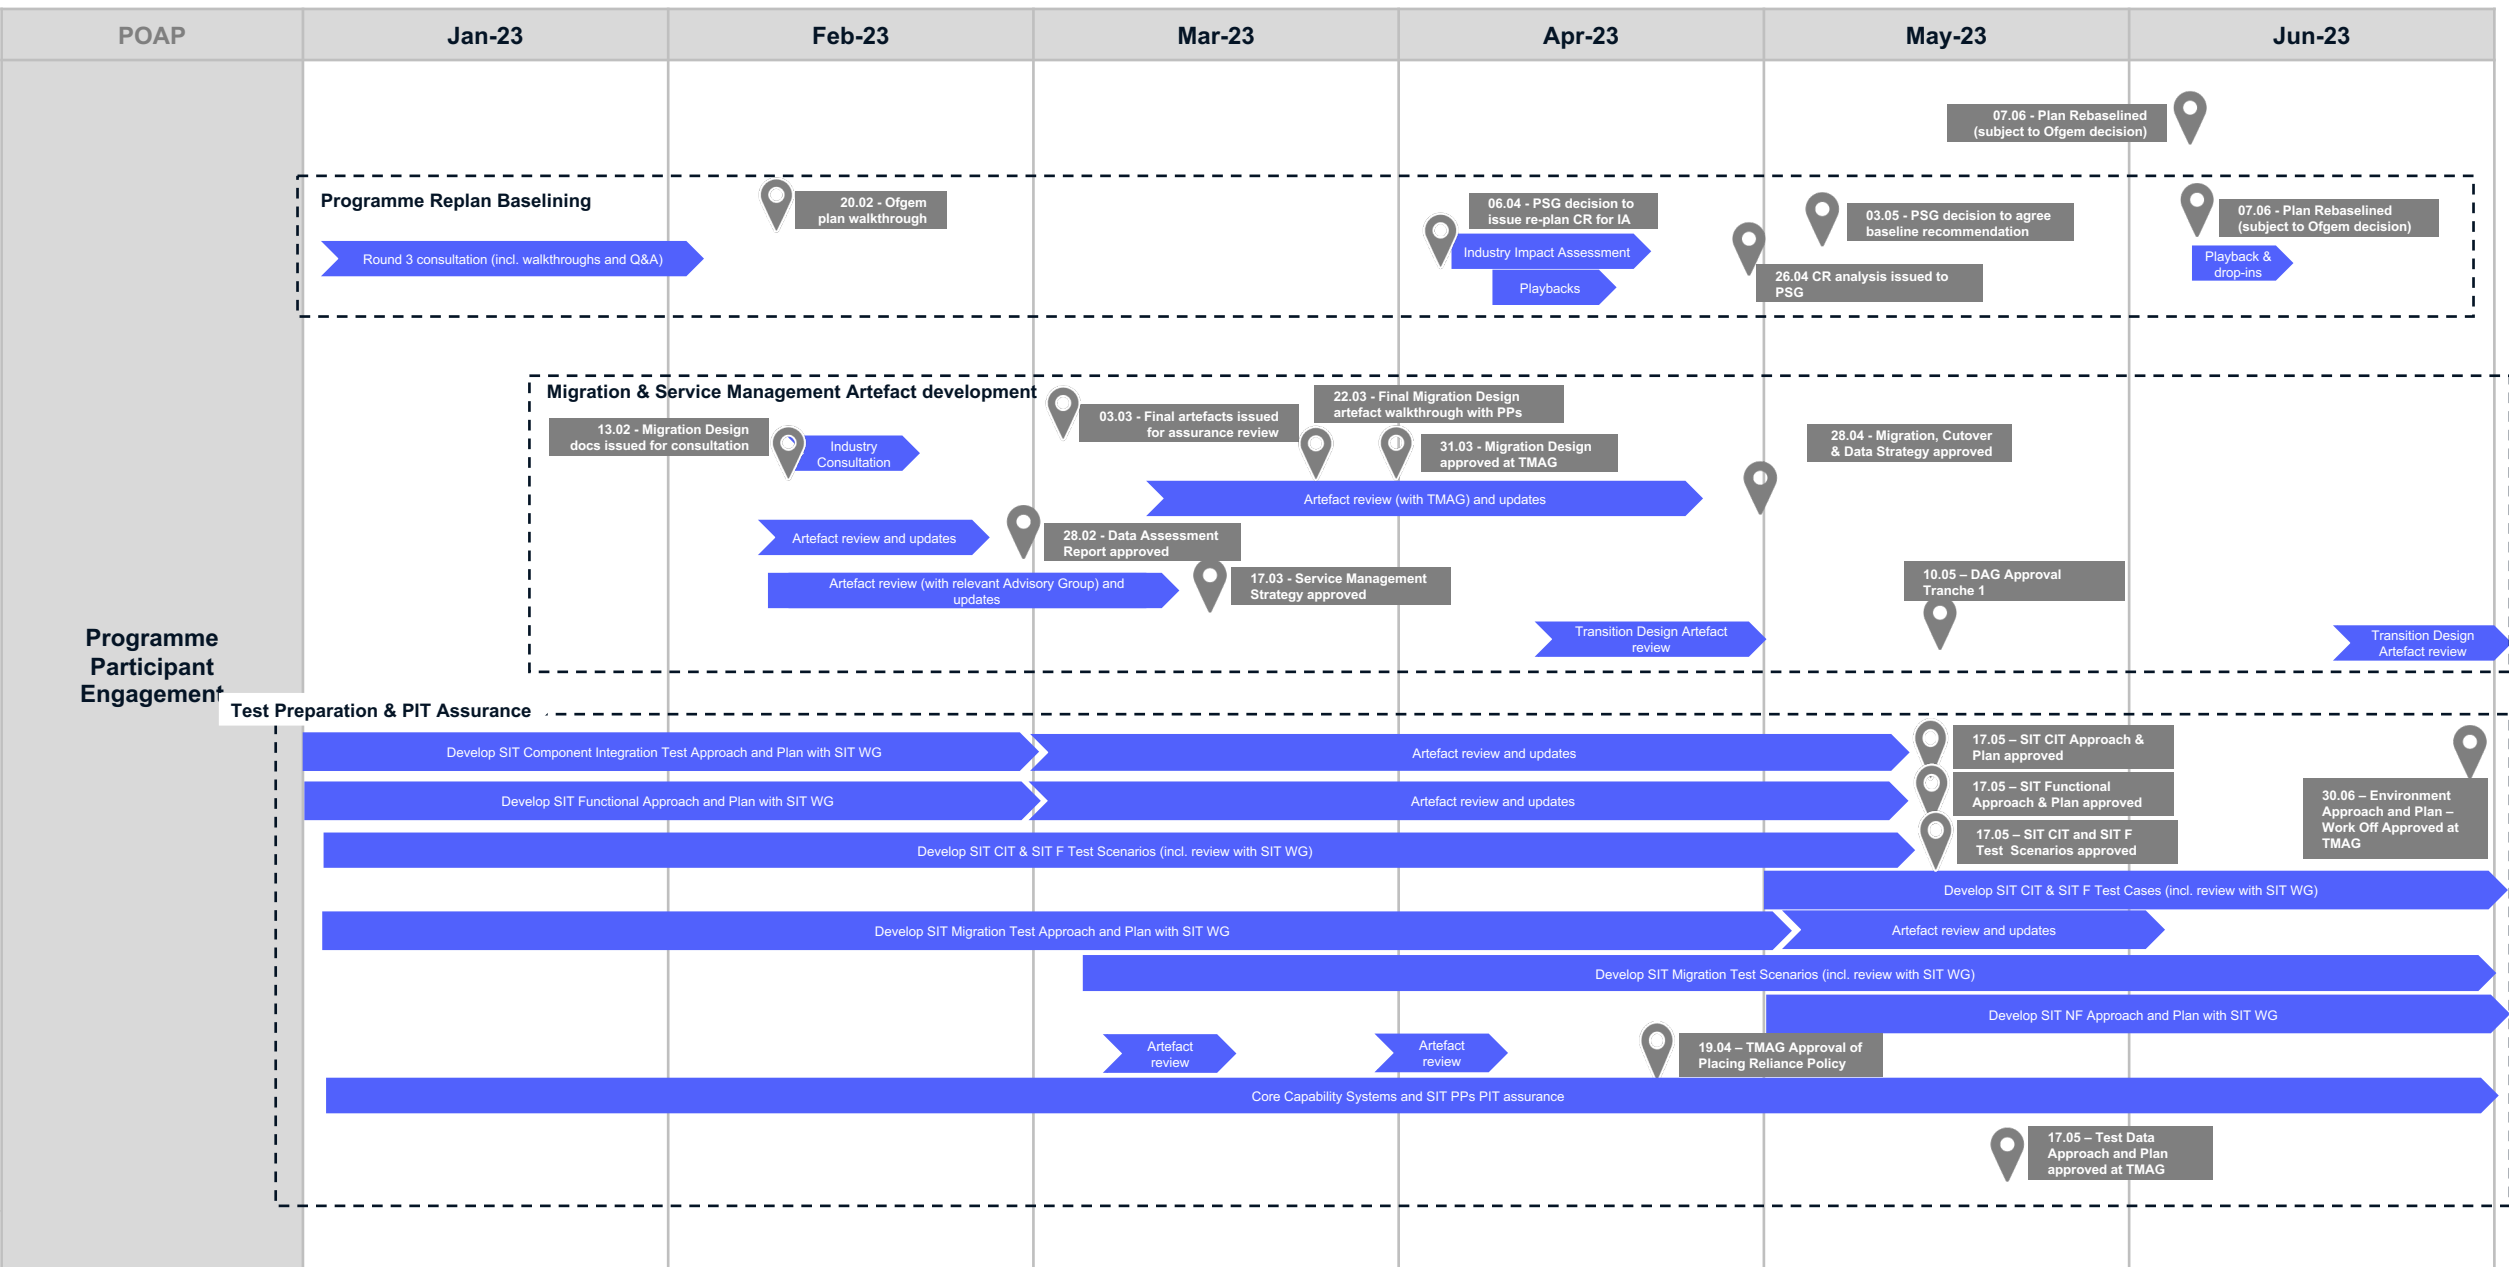 POAP
Jan-23
Feb-23
Mar-23
Apr-23
May-23
Jun-23
Programme
Participant
Engagement
07.06 - Plan Rebaselined
(subject to Ofgem decision)
Programme Replan Baselining
20.02 - Ofgem
plan walkthrough
06.04 - PSG decision to
issue re-plan CR for IA
03.05 - PSG decision to agree
baseline recommendation
07.06 - Plan Rebaselined
(subject to Ofgem decision)
Round 3 consultation (incl. walkthroughs and Q&A)
Industry Impact Assessment
Playbacks
26.04 CR analysis issued to
PSG
Playback &
drop-ins
Migration & Service Management Artefact development
13.02 - Migration Design
docs issued for consultation
Industry
Consultation
03.03 - Final artefacts issued
for assurance review
22.03 - Final Migration Design
artefact walkthrough with PPs
31.03 - Migration Design
approved at TMAG
28.04 - Migration, Cutover
& Data Strategy approved
Artefact review (with TMAG) and updates
Artefact review and updates
28.02 - Data Assessment
Report approved
Artefact review (with relevant Advisory Group) and
updates
17.03 - Service Management
Strategy approved
10.05 – DAG Approval
Tranche 1
Transition Design Artefact
review
Transition Design
Artefact review
Test Preparation & PIT Assurance
Develop SIT Component Integration Test Approach and Plan with SIT WG
Artefact review and updates
17.05 – SIT CIT Approach &
Plan approved
Develop SIT Functional Approach and Plan with SIT WG
Artefact review and updates
17.05 – SIT Functional
Approach & Plan approved
30.06 – Environment
Approach and Plan –
Work Off Approved at
TMAG
Develop SIT CIT & SIT F Test Scenarios (incl. review with SIT WG)
17.05 – SIT CIT and SIT F
Test Scenarios approved
Develop SIT CIT & SIT F Test Cases (incl. review with SIT WG)
Develop SIT Migration Test Approach and Plan with SIT WG
Artefact review and updates
Develop SIT Migration Test Scenarios (incl. review with SIT WG)
Develop SIT NF Approach and Plan with SIT WG
Artefact
review
Artefact
review
19.04 – TMAG Approval of
Placing Reliance Policy
Core Capability Systems and SIT PPs PIT assurance
17.05 – Test Data
Approach and Plan
approved at TMAG